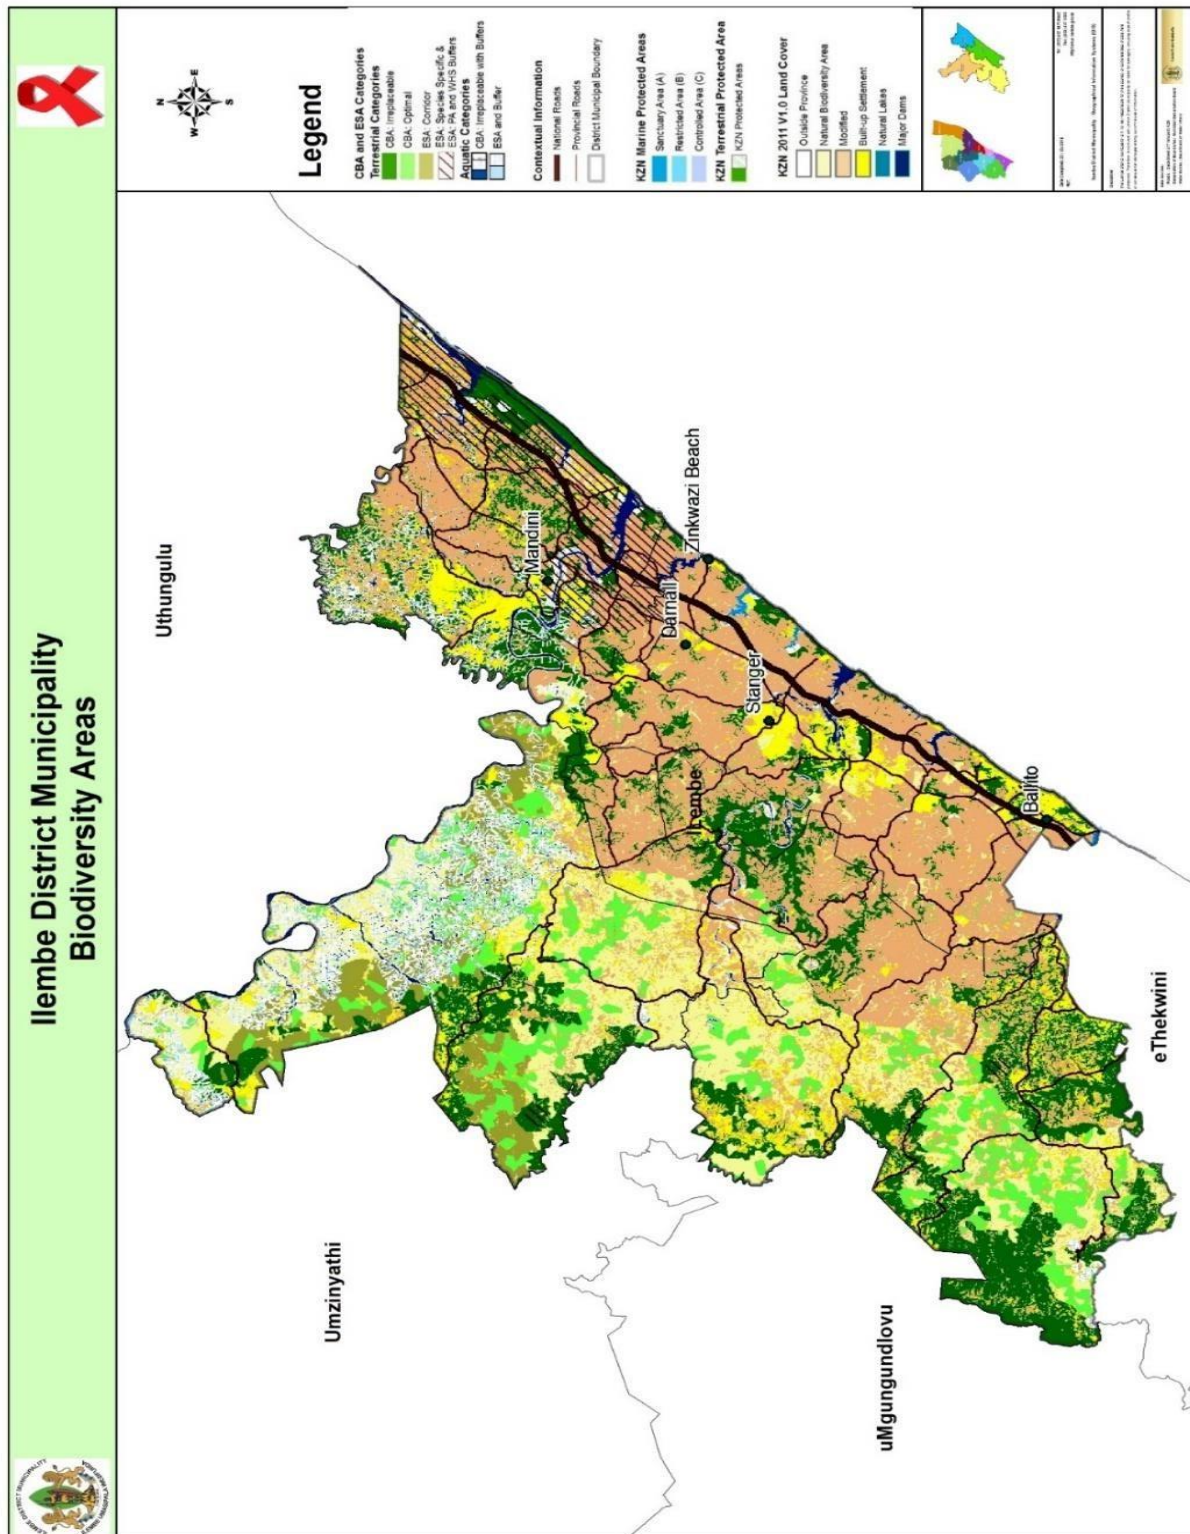 Ilembe District Municipality
Biodiversity Areas
Uthungulu
Umzinyathi
uMgungundlovu
eThekwini
Ilembe
Mandini
Darnall
Zinkwazi Beach
Stanger
Ballito
N
E
S
W
Legend
CBA and ESA Categories
Terrestrial Categories
CBA: Irreplaceable
CBA: Optimal
ESA: Corridor
ESA: Species Specific &
ESA: PA and WHS Buffers
Aquatic Categories
CBA: Irreplaceable with Buffers
ESA and Buffer
Contextual Information
National Roads
Provincial Roads
District Municipal Boundary
KZN Marine Protected Areas
Sanctuary Area (A)
Restricted Area (B)
Controlled Area (C)
KZN Terrestrial Protected Area
KZN Protected Areas
KZN 2011 V1.0 Land Cover
Outside Province
Natural Biodiversity Area
Modified
Built-up Settlement
Natural Lakes
Major Dams